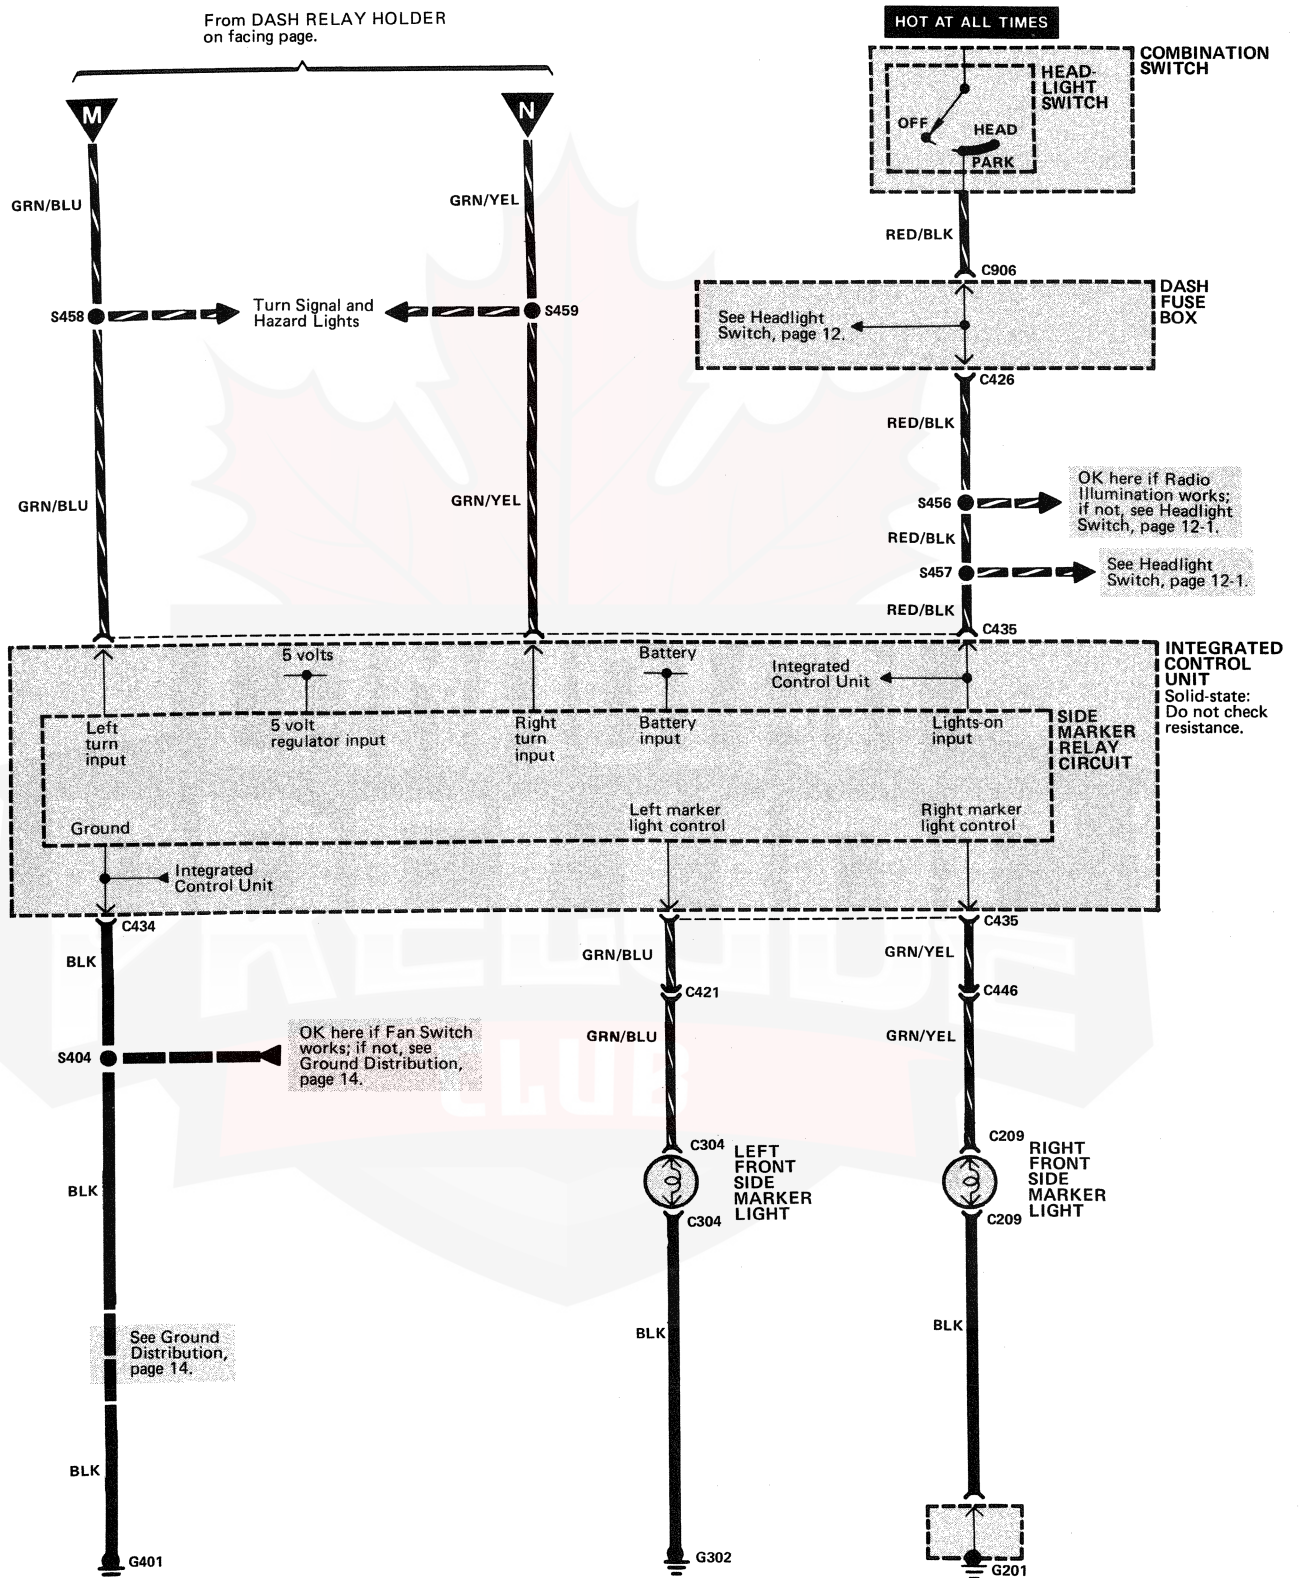 From DASH RELAY HOLDER
on facing page.
HOT AT ALL TIMES
COMBINATION
SWITCH
HEAD-
LIGHT
SWITCH
OFF
HEAD
PARK
M
N
GRN/BLU
GRN/YEL
RED/BLK
C906
S458
Turn Signal and
Hazard Lights
S459
DASH
FUSE
BOX
See Headlight
Switch, page 12.
C426
RED/BLK
GRN/BLU
GRN/YEL
S456
OK here if Radio
Illumination works;
if not, see Headlight
Switch, page 12-1.
RED/BLK
S457
See Headlight
Switch, page 12-1.
RED/BLK
C435
INTEGRATED
CONTROL
UNIT
Solid-state:
Do not check
resistance.
5 volts
Battery
Integrated
Control Unit
Left
turn
input
5 volt
regulator input
Right
turn
input
Battery
input
Lights-on
input
SIDE
MARKER
RELAY
CIRCUIT
Ground
Left marker
light control
Right marker
light control
Integrated
Control Unit
C434
C435
BLK
GRN/BLU
GRN/YEL
C421
C446
PRELUDE
S404
OK here if Fan Switch
works; if not, see
Ground Distribution,
page 14.
GRN/BLU
GRN/YEL
CLUB
C304
LEFT
FRONT
SIDE
MARKER
LIGHT
C304
C209
RIGHT
FRONT
SIDE
MARKER
LIGHT
C209
BLK
See Ground
Distribution,
page 14.
BLK
BLK
BLK
G401
G302
G201